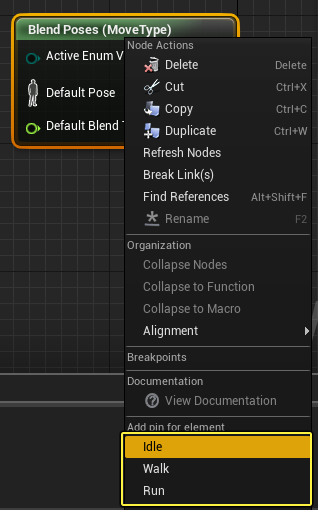 Blend Poses (MoveType)
Active Enum V
Default Pose
Default Blend T
Node Actions
Delete Delete
Cut Ctrl+X
Copy Ctrl+C
Duplicate Ctrl+W
Refresh Nodes
Break Link(s)
Find References Alt+Shift+F
Rename F2
Organization
Collapse Nodes
Collapse to Function
Collapse to Macro
Alignment
Breakpoints
Documentation
View Documentation
Add pin for element
Idle
Walk
Run